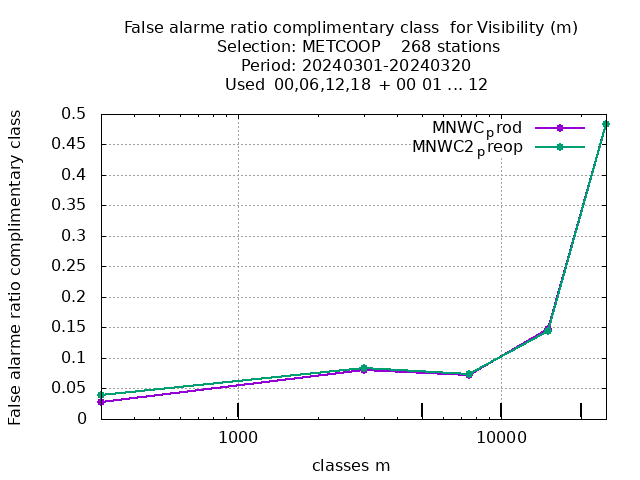 False alarme ratio complimentary class  for Visibility (m)
Selection: METCOOP    268 stations
Period: 20240301-20240320
Used  00,06,12,18  + 00 01 ... 12
False alarme ratio complimentary class
0.5
0.45
0.4
0.35
0.3
0.25
0.2
0.15
0.1
0.05
0
MNWC_prod
MNWC2_preop
1000
10000
classes m